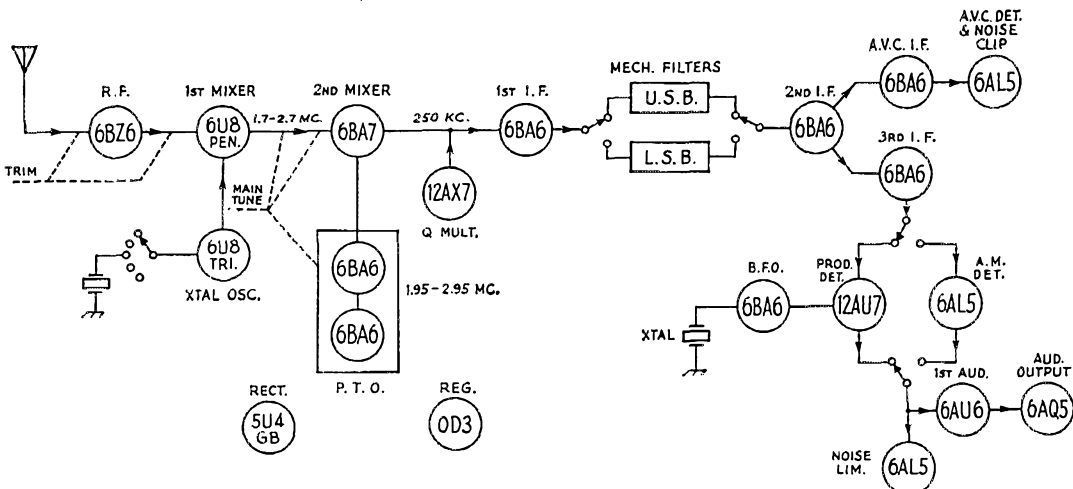 A.V.C. DET.
& NOISE
CLIP
A.V.C. I.F.
6BA6
6AL5
MECH. FILTERS
R.F.
1ST MIXER
2ND MIXER
1ST I.F.
U.S.B.
2ND I.F.
6BZ6
6U8
PEN.
1.7-2.7 MC.
6BA7
250 KC.
6BA6
L.S.B.
6BA6
3RD I.F.
6BA6
TRIM
MAIN
TUNE
12AX7
Q MULT.
6U8
TRI.
XTAL OSC.
6BA6
6BA6
1.95-2.95 MC.
P.T.O.
B.F.O.
PROD.
DET.
A.M.
DET.
XTAL
6BA6
12AU7
6AL5
RECT.
5U4
GB
REG.
0D3
1ST AUD.
AUD.
OUTPUT
6AU6
6AQ5
NOISE
LIM.
6AL5